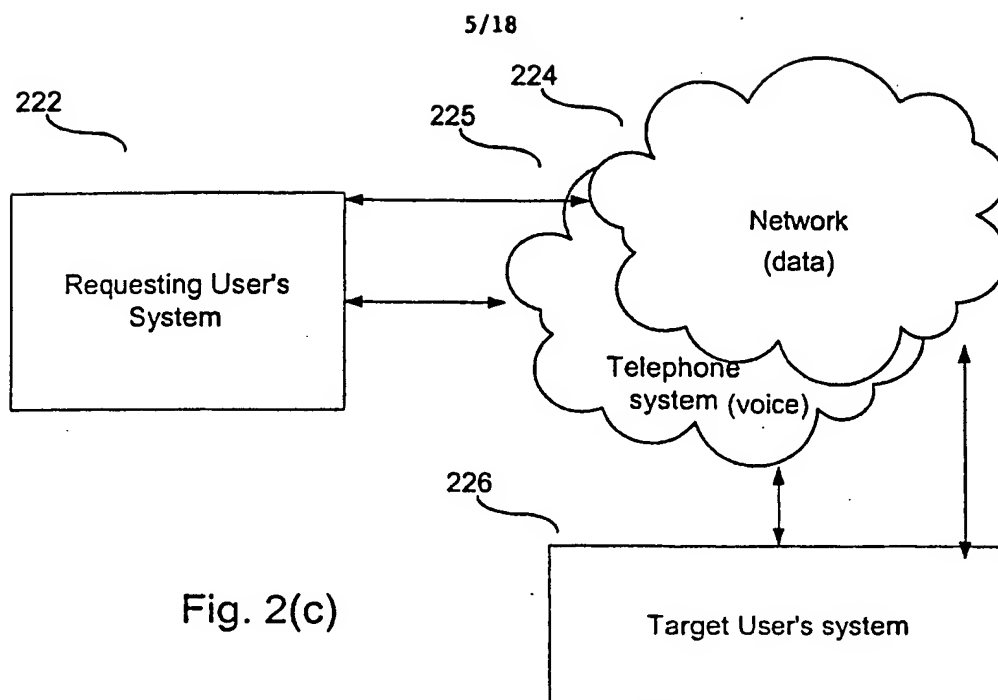 5/18
222
224
225
Network
(data)
Requesting User's
System
Telephone
system (voice)
226
Fig. 2(c)
Target User's system